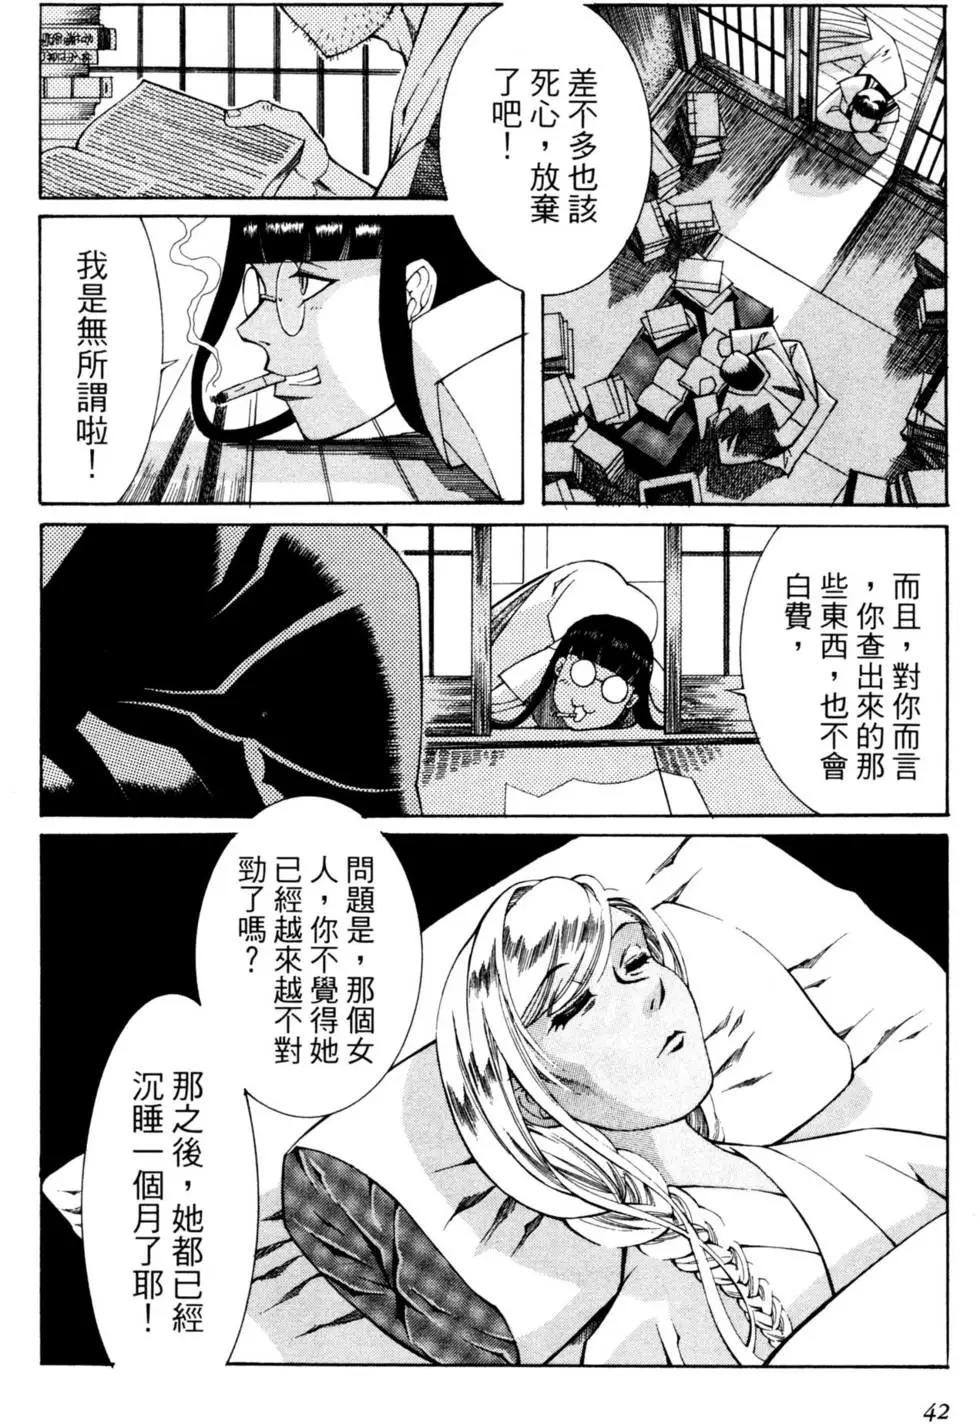 差不多也該
死心，放棄
了吧！
我是無所謂啦！
而且，對你而言
，你查出來的那
些東西，也不會
白費，
問題是，那個女
人，你不覺得她
已經越來越不對
勁了嗎？
那之後，她都已經
沉睡一個月了耶！
42